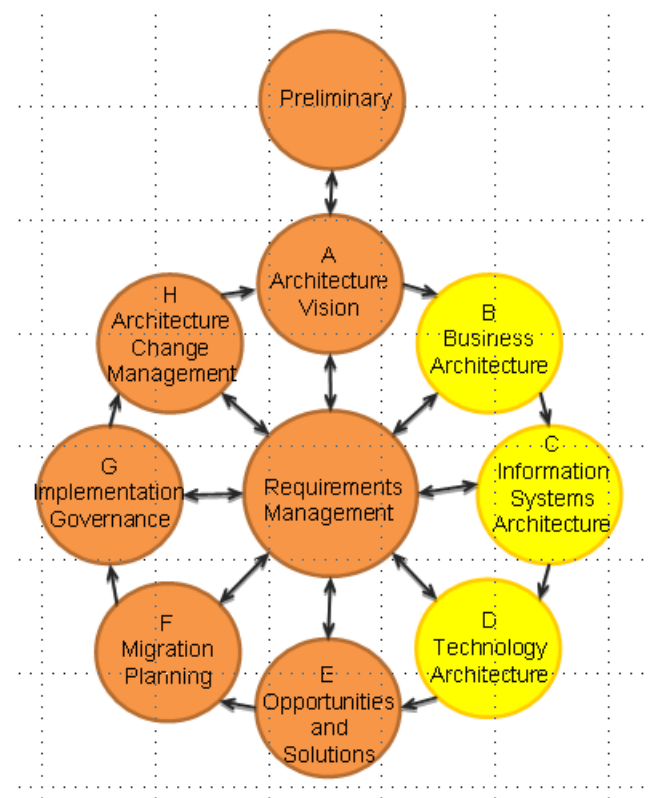 Preliminary
A
Architecture
Vision
H
Architecture
Change
Management
B
Business
Architecture
G
Implementation
Governance
Requirements
Management
C
Information
Systems
Architecture
F
Migration
Planning
E
Opportunities
and
Solutions
D
Technology
Architecture